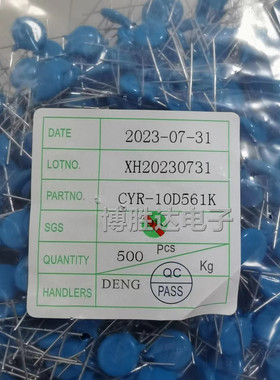 DATE 2023-07-31
LOTNO. XH20230731
PARTNO. CYR-10D561K
博胜达电子
SGS
QUANTITY 500 Pcs Kg
HANDLERS DENG QC PASS